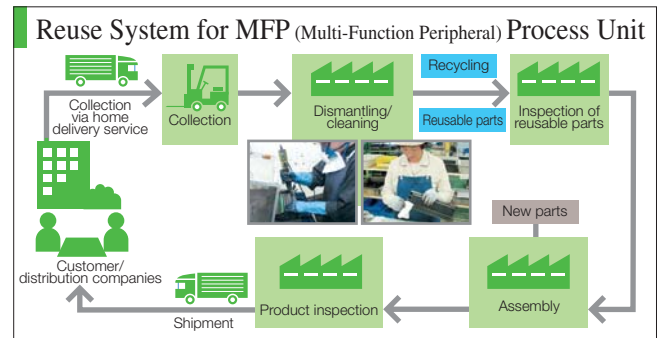 Reuse System for MFP (Multi-Function Peripheral) Process Unit
Collection
via home
delivery service
Collection
Dismantling/
cleaning
Recycling
Reusable parts
Inspection of
reusable parts
New parts
Assembly
Product inspection
Shipment
Customer/
distribution companies